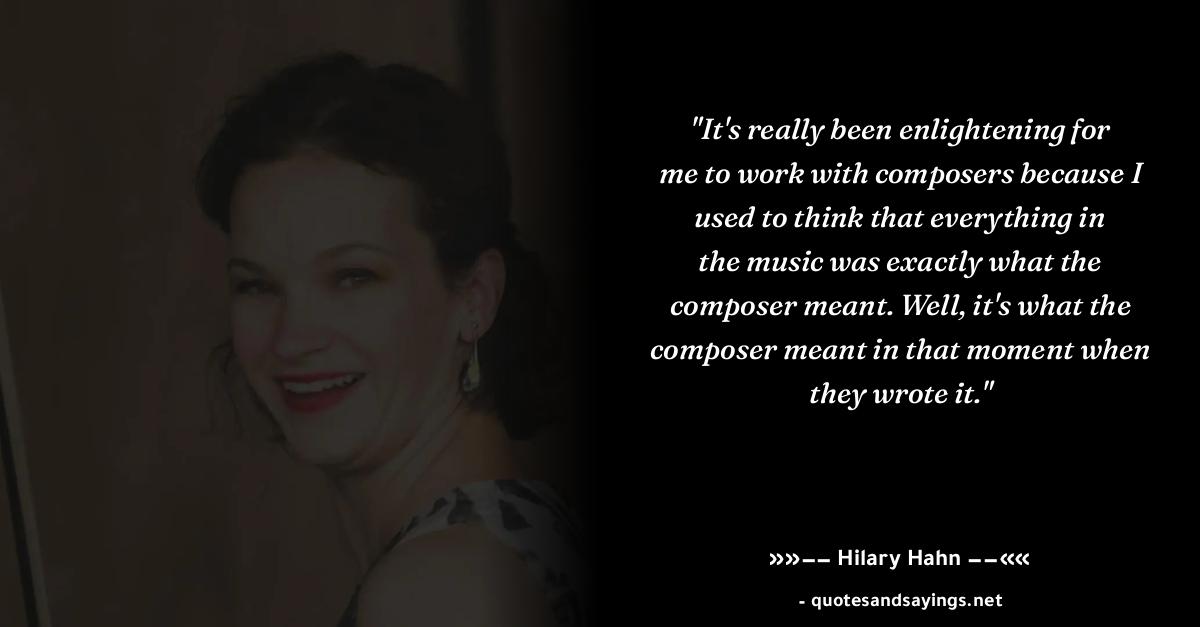 "It's really been enlightening for
me to work with composers because I
used to think that everything in
the music was exactly what the
composer meant. Well, it's what the
composer meant in that moment when
they wrote it."
»»−− Hilary Hahn −−««
- quotesandsayings.net